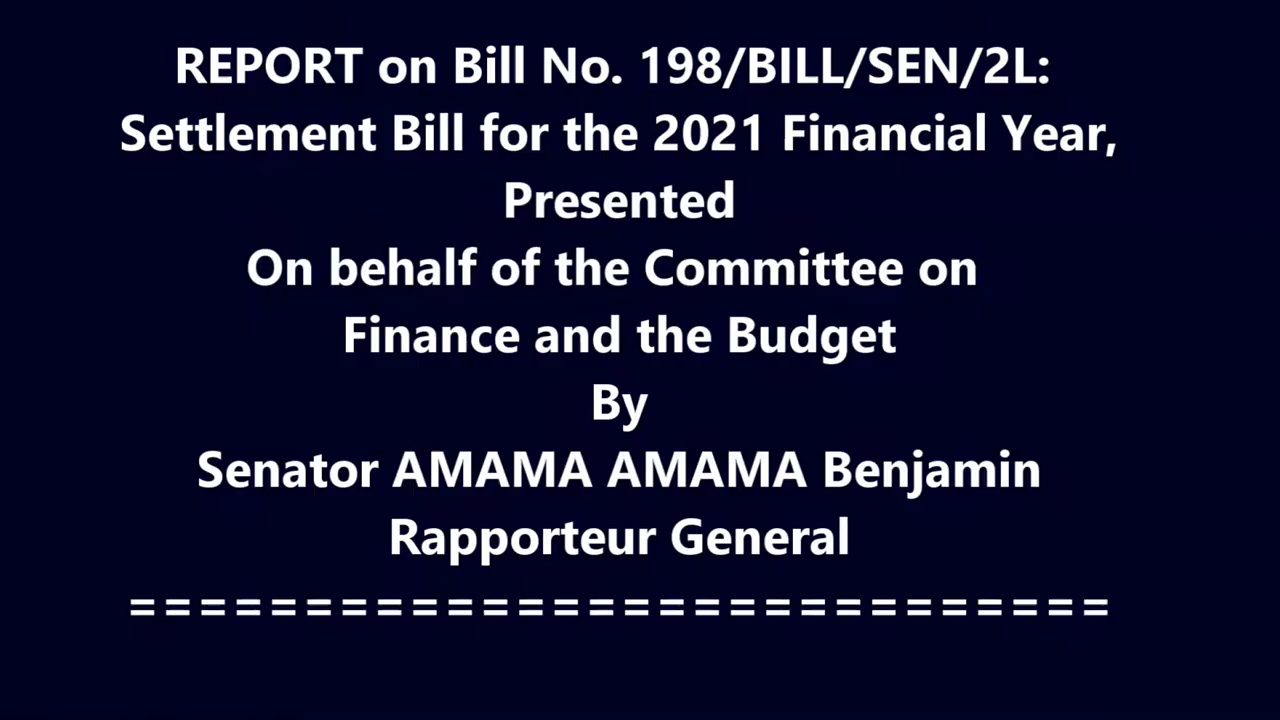 REPORT on Bill No. 198/BILL/SEN/2L:
Settlement Bill for the 2021 Financial Year,
Presented
On behalf of the Committee on
Finance and the Budget
By
Senator AMAMA AMAMA Benjamin
Rapporteur General
============================